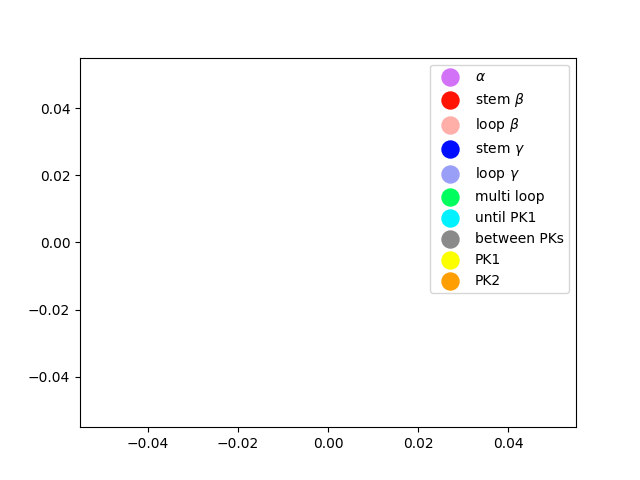 α
stem β
loop β
stem γ
loop γ
multi loop
until PK1
between PKs
PK1
PK2
0.04
0.02
0.00
−0.02
−0.04
−0.04 −0.02 0.00 0.02 0.04